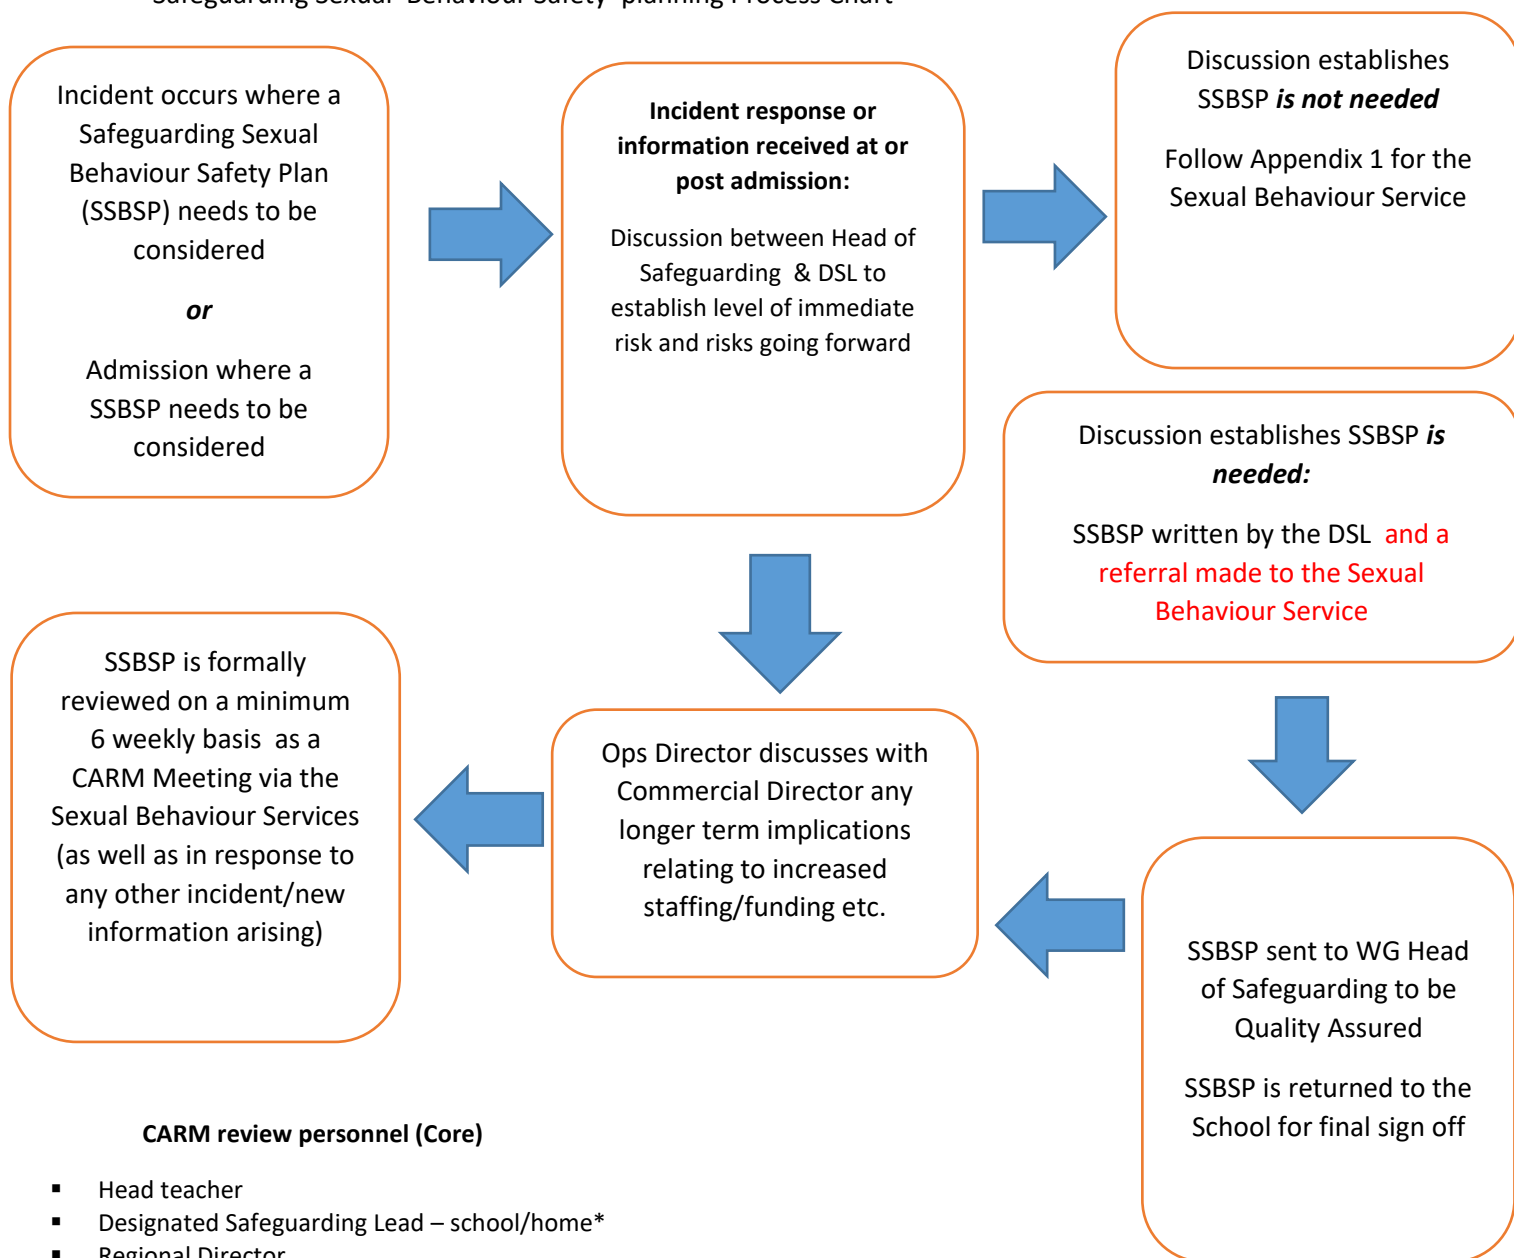 Safeguarding Sexual Behaviour Safety planning Process Chart
Incident occurs where a
Safeguarding Sexual
Behaviour Safety Plan
(SSBSP) needs to be
considered
or
Admission where a
SSBSP needs to be
considered
Incident response or
information received at or
post admission:
Discussion between Head of
Safeguarding & DSL to
establish level of immediate
risk and risks going forward
Discussion establishes
SSBSP is not needed
Follow Appendix 1 for the
Sexual Behaviour Service
Discussion establishes SSBSP is
needed:
SSBSP written by the DSL and a
referral made to the Sexual
Behaviour Service
SSBSP sent to WG Head
of Safeguarding to be
Quality Assured
SSBSP is returned to the
School for final sign off
Ops Director discusses with
Commercial Director any
longer term implications
relating to increased
staffing/funding etc.
SSBSP is formally
reviewed on a minimum
6 weekly basis as a
CARM Meeting via the
Sexual Behaviour Services
(as well as in response to
any other incident/new
information arising)
CARM review personnel (Core)
▪ Head teacher
▪ Designated Safeguarding Lead – school/home*
▪ Regional Director